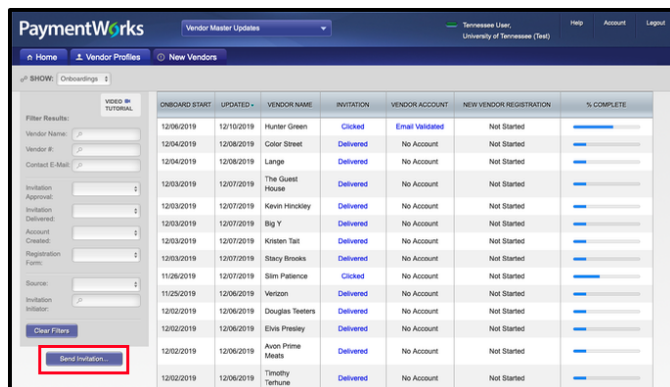 PaymentWorks
Vendor Master Updates
Tennessee User,
University of Tennessee (Test)
Help Account Logout
Home Vendor Profiles New Vendors
SHOW: Onboardings
VIDEO
TUTORIAL
Filter Results:
Vendor Name:
Vendor #:
Contact E-Mail:
Invitation
Approval:
Invitation
Delivered:
Account
Created:
Registration
Form:
Source:
Invitation
Initiator:
Clear Filters
Send Invitation...
ONBOARD START UPDATED VENDOR NAME INVITATION VENDOR ACCOUNT NEW VENDOR REGISTRATION % COMPLETE
12/06/2019 12/10/2019 Hunter Green Clicked Email Validated Not Started
12/04/2019 12/08/2019 Color Street Delivered No Account Not Started
12/04/2019 12/08/2019 Lange Delivered No Account Not Started
12/03/2019 12/07/2019 The Guest
House Delivered No Account Not Started
12/03/2019 12/07/2019 Kevin Hinckley Delivered No Account Not Started
12/03/2019 12/07/2019 Big Y Delivered No Account Not Started
12/03/2019 12/07/2019 Kristen Tait Delivered No Account Not Started
12/03/2019 12/07/2019 Stacy Brooks Delivered No Account Not Started
11/26/2019 12/07/2019 Slim Patience Clicked No Account Not Started
11/25/2019 12/06/2019 Verizon Delivered No Account Not Started
12/02/2019 12/06/2019 Douglas Teeters Delivered No Account Not Started
12/02/2019 12/06/2019 Elvis Presley Delivered No Account Not Started
12/02/2019 12/06/2019 Avon Prime
Meats Delivered No Account Not Started
12/02/2019 12/06/2019 Timothy
Terhune Delivered No Account Not Started